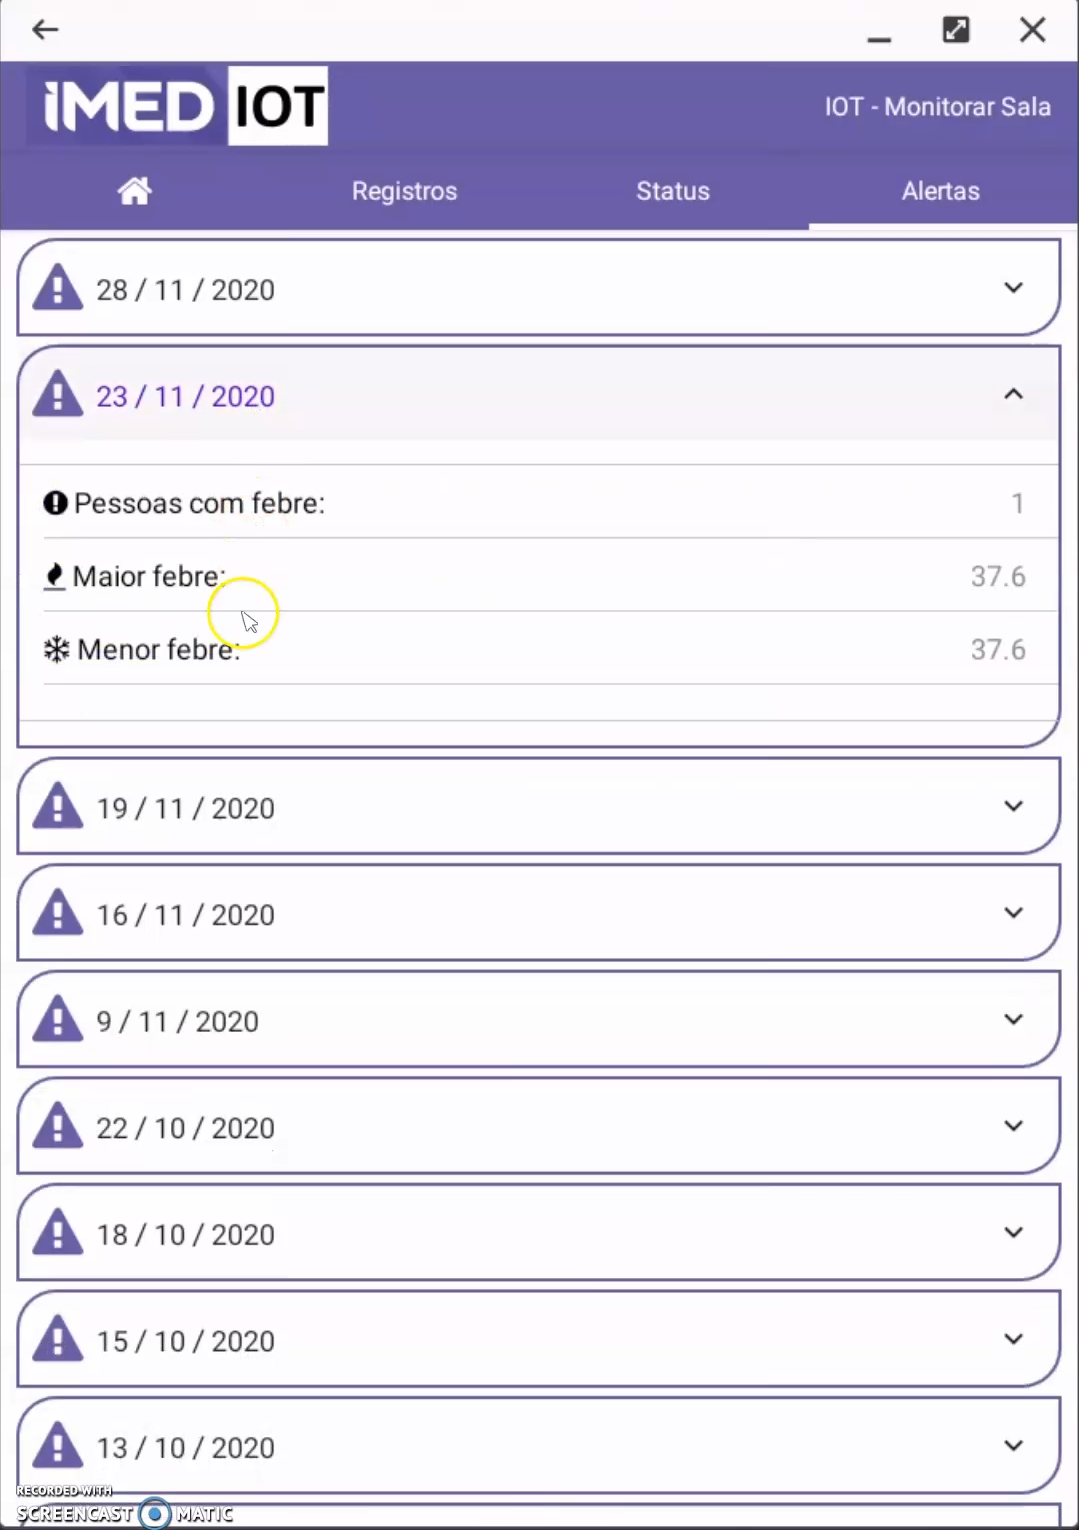 iMED IOT
IOT - Monitorar Sala
Registros Status Alertas
28 / 11 / 2020
23 / 11 / 2020
Pessoas com febre: 1
Maior febre: 37.6
Menor febre: 37.6
19 / 11 / 2020
16 / 11 / 2020
9 / 11 / 2020
22 / 10 / 2020
18 / 10 / 2020
15 / 10 / 2020
13 / 10 / 2020
RECORDED WITH
SCREENCAST MATIC